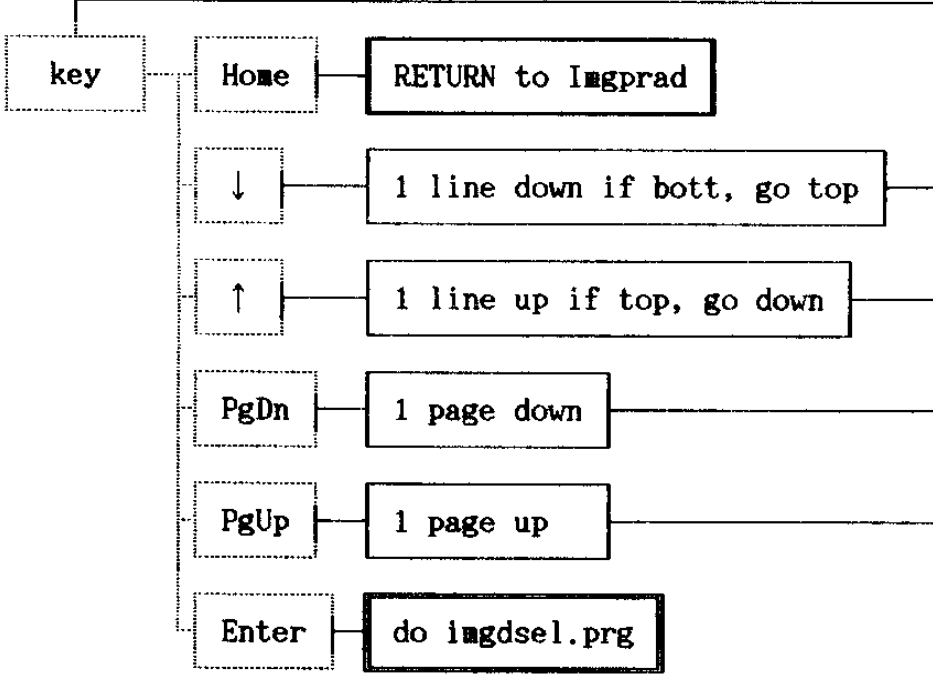 key
Home
RETURN to Imgprad
↓
1 line down if bott, go top
↑
1 line up if top, go down
PgDn
1 page down
PgUp
1 page up
Enter
do imgdsel.prg